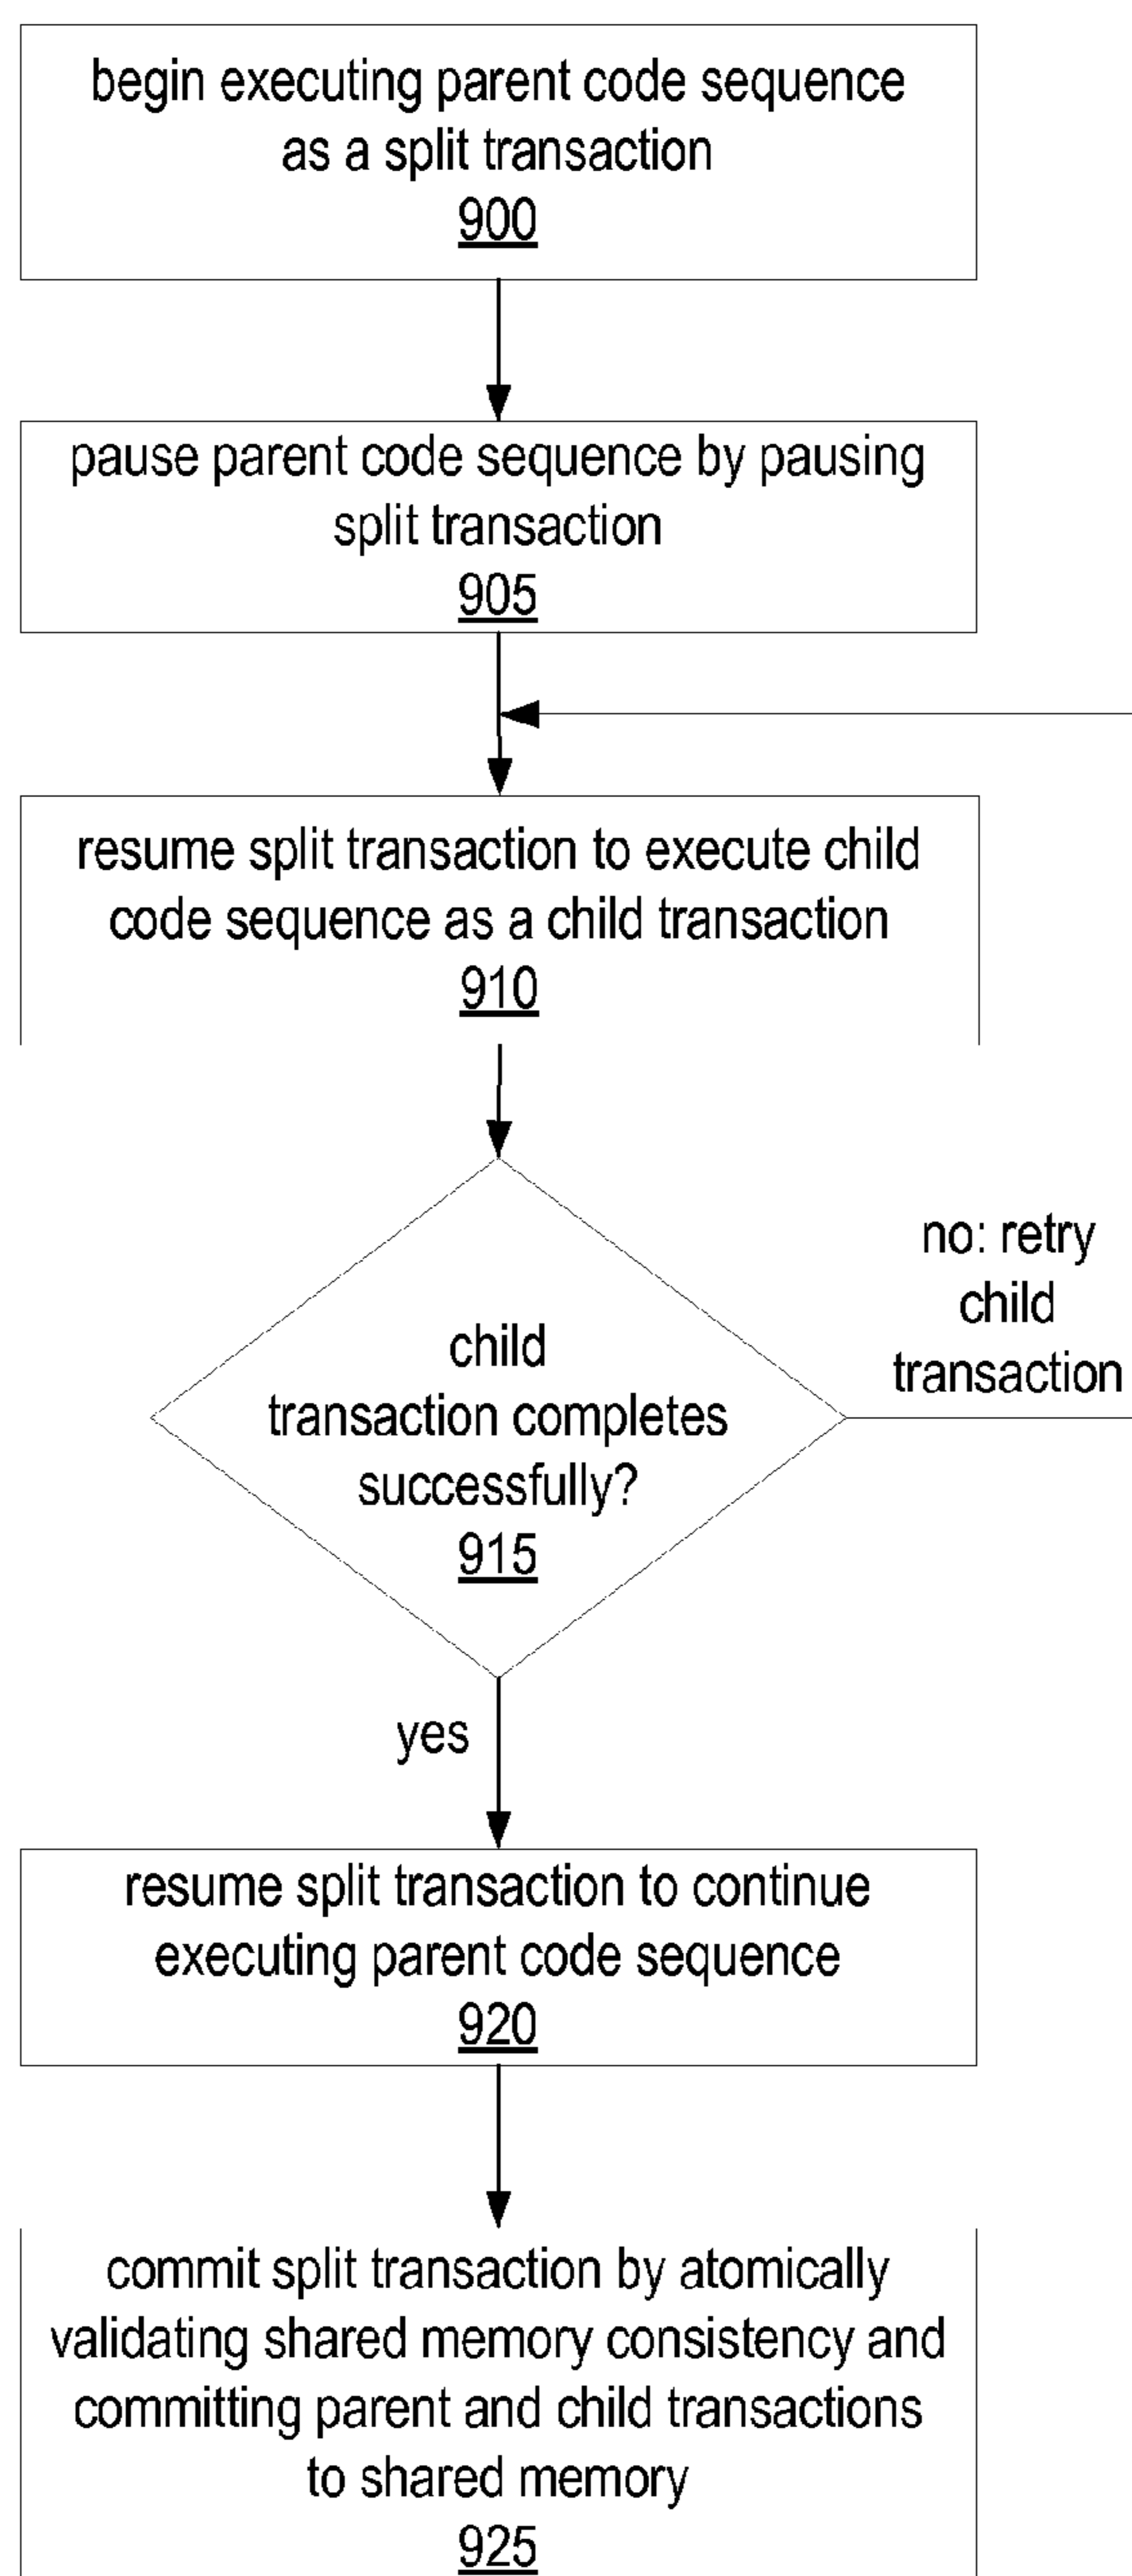 begin executing parent code sequence
as a split transaction
900
pause parent code sequence by pausing
split transaction
905
resume split transaction to execute child
code sequence as a child transaction
910
no: retry
child
transaction
child
transaction completes
successfully?
915
yes
resume split transaction to continue
executing parent code sequence
920
commit split transaction by atomically
validating shared memory consistency and
committing parent and child transactions
to shared memory
925